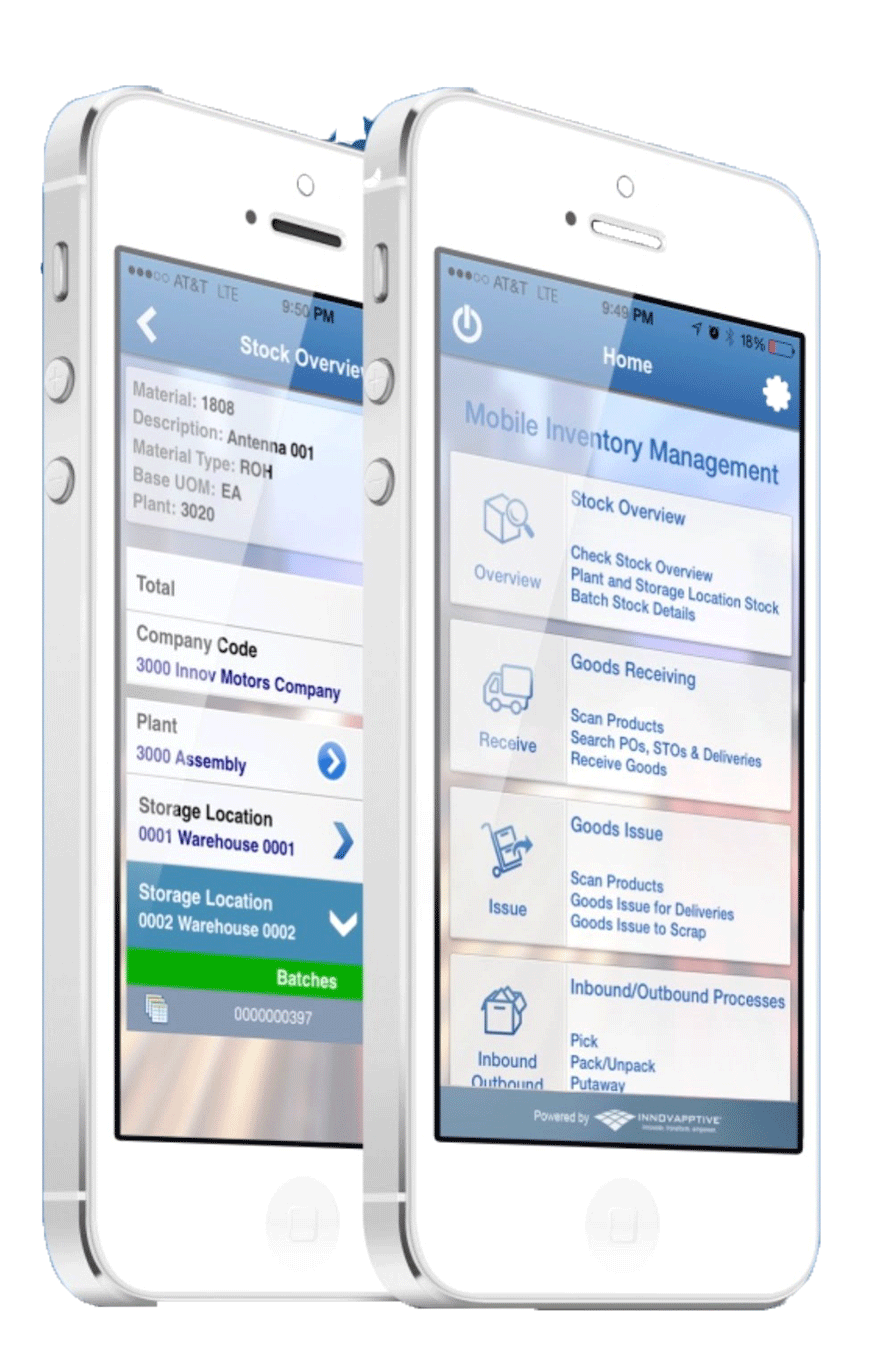 AT&T LTE
9:50 PM
Stock Overvie
Material: 1808
Description: Antenna 001
Material Type: ROH
Base UOM: EA
Plant: 3020
Total
Company Code
3000 Innov Motors Company
Plant
3000 Assembly
Storage Location
0001 Warehouse 0001
Storage Location
0002 Warehouse 0002
Batches
0000000397
AT&T LTE
9:49 PM
18%
Home
Mobile Inventory Management
Overview
Stock Overview
Check Stock Overview
Plant and Storage Location Stock
Batch Stock Details
Receive
Goods Receiving
Scan Products
Search POs, STOs & Deliveries
Receive Goods
Issue
Goods Issue
Scan Products
Goods Issue for Deliveries
Goods Issue to Scrap
Inbound
Outbound
Inbound/Outbound Processes
Pick
Pack/Unpack
Putaway
Powered by INNOVAPPTIVE